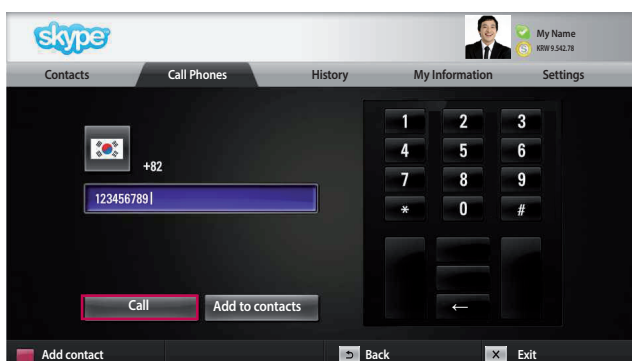 skype
My Name
KRW 9.542.78
Contacts Call Phones History My Information Settings
+82
123456789
1 2 3
4 5 6
7 8 9
* 0 #
←
Call Add to contacts
Add contact Back X Exit